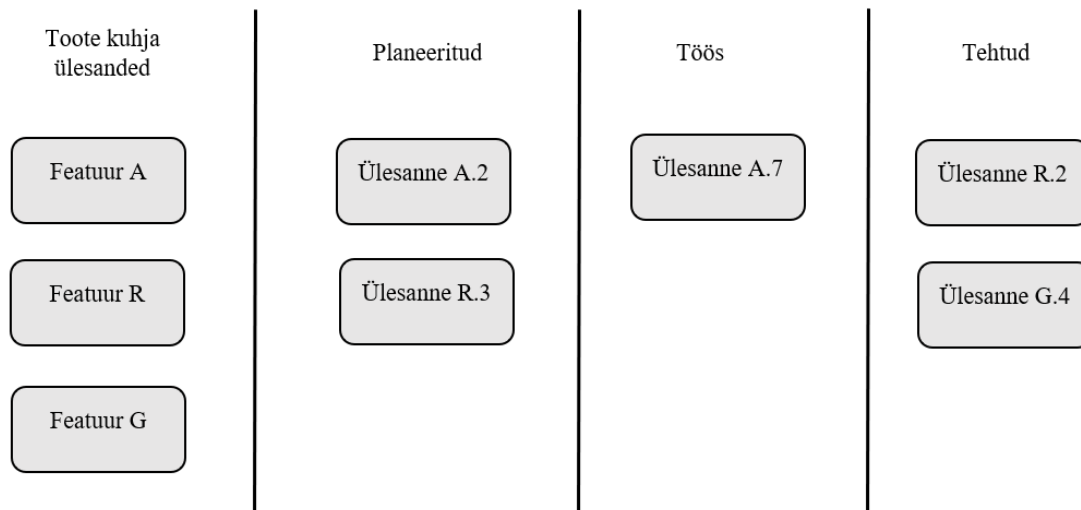 Toote kuhja
ülesanded
Planeeritud
Töös
Tehtud
Featuur A
Ülesanne A.2
Ülesanne A.7
Ülesanne R.2
Featuur R
Ülesanne R.3
Ülesanne G.4
Featuur G